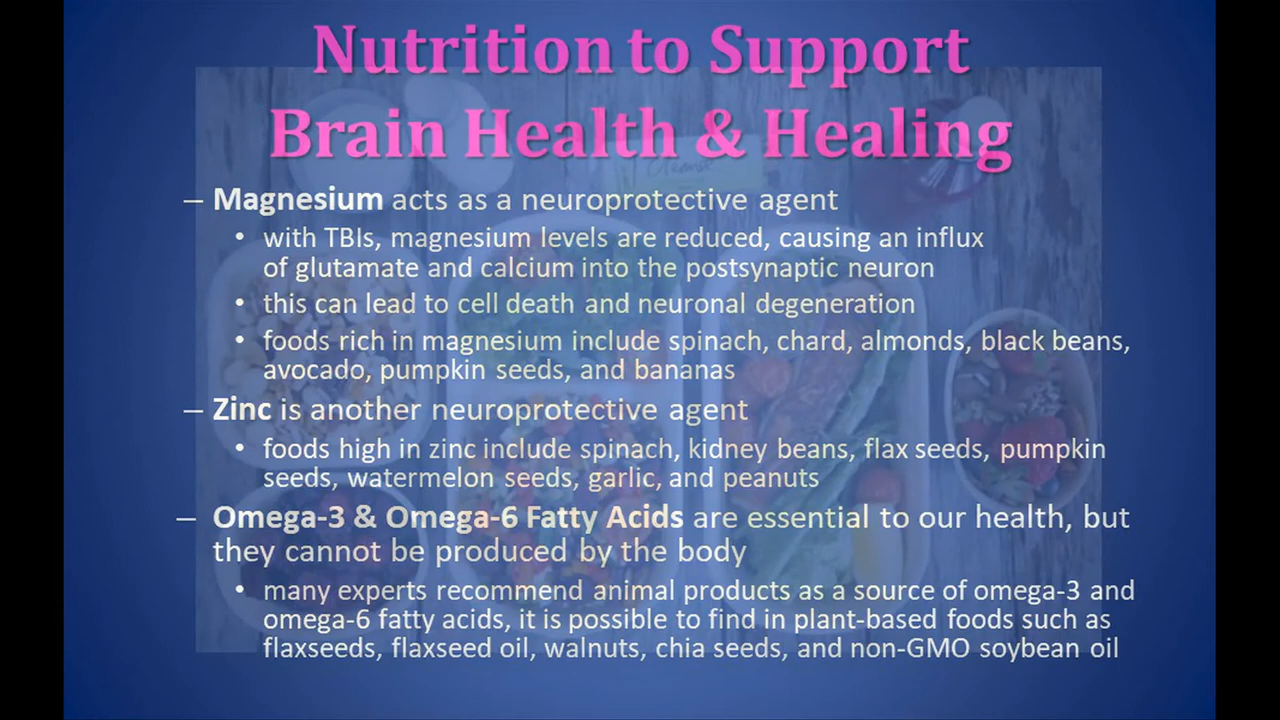 Nutrition to Support
Brain Health & Healing
– Magnesium acts as a neuroprotective agent
• with TBIs, magnesium levels are reduced, causing an influx
of glutamate and calcium into the postsynaptic neuron
• this can lead to cell death and neuronal degeneration
• foods rich in magnesium include spinach, chard, almonds, black beans,
avocado, pumpkin seeds, and bananas
– Zinc is another neuroprotective agent
• foods high in zinc include spinach, kidney beans, flax seeds, pumpkin
seeds, watermelon seeds, garlic, and peanuts
– Omega-3 & Omega-6 Fatty Acids are essential to our health, but
they cannot be produced by the body
• many experts recommend animal products as a source of omega-3 and
omega-6 fatty acids, it is possible to find in plant-based foods such as
flaxseeds, flaxseed oil, walnuts, chia seeds, and non-GMO soybean oil